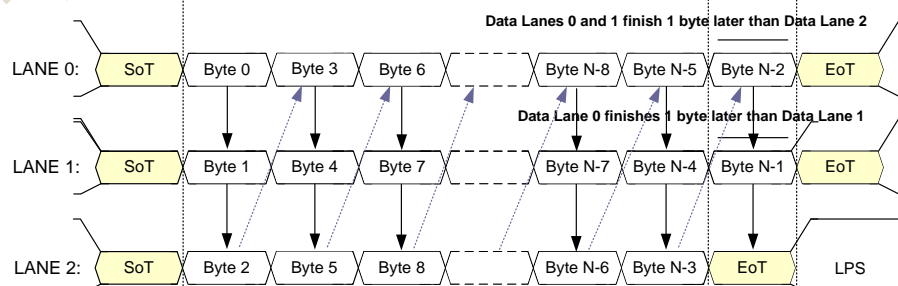 Data Lanes 0 and 1 finish 1 byte later than Data Lane 2
LANE 0: SoT Byte 0 Byte 3 Byte 6 Byte N-8 Byte N-5 Byte N-2 EoT
Data Lane 0 finishes 1 byte later than Data Lane 1
LANE 1: SoT Byte 1 Byte 4 Byte 7 Byte N-7 Byte N-4 Byte N-1 EoT
LANE 2: SoT Byte 2 Byte 5 Byte 8 Byte N-6 Byte N-3 EoT LPS